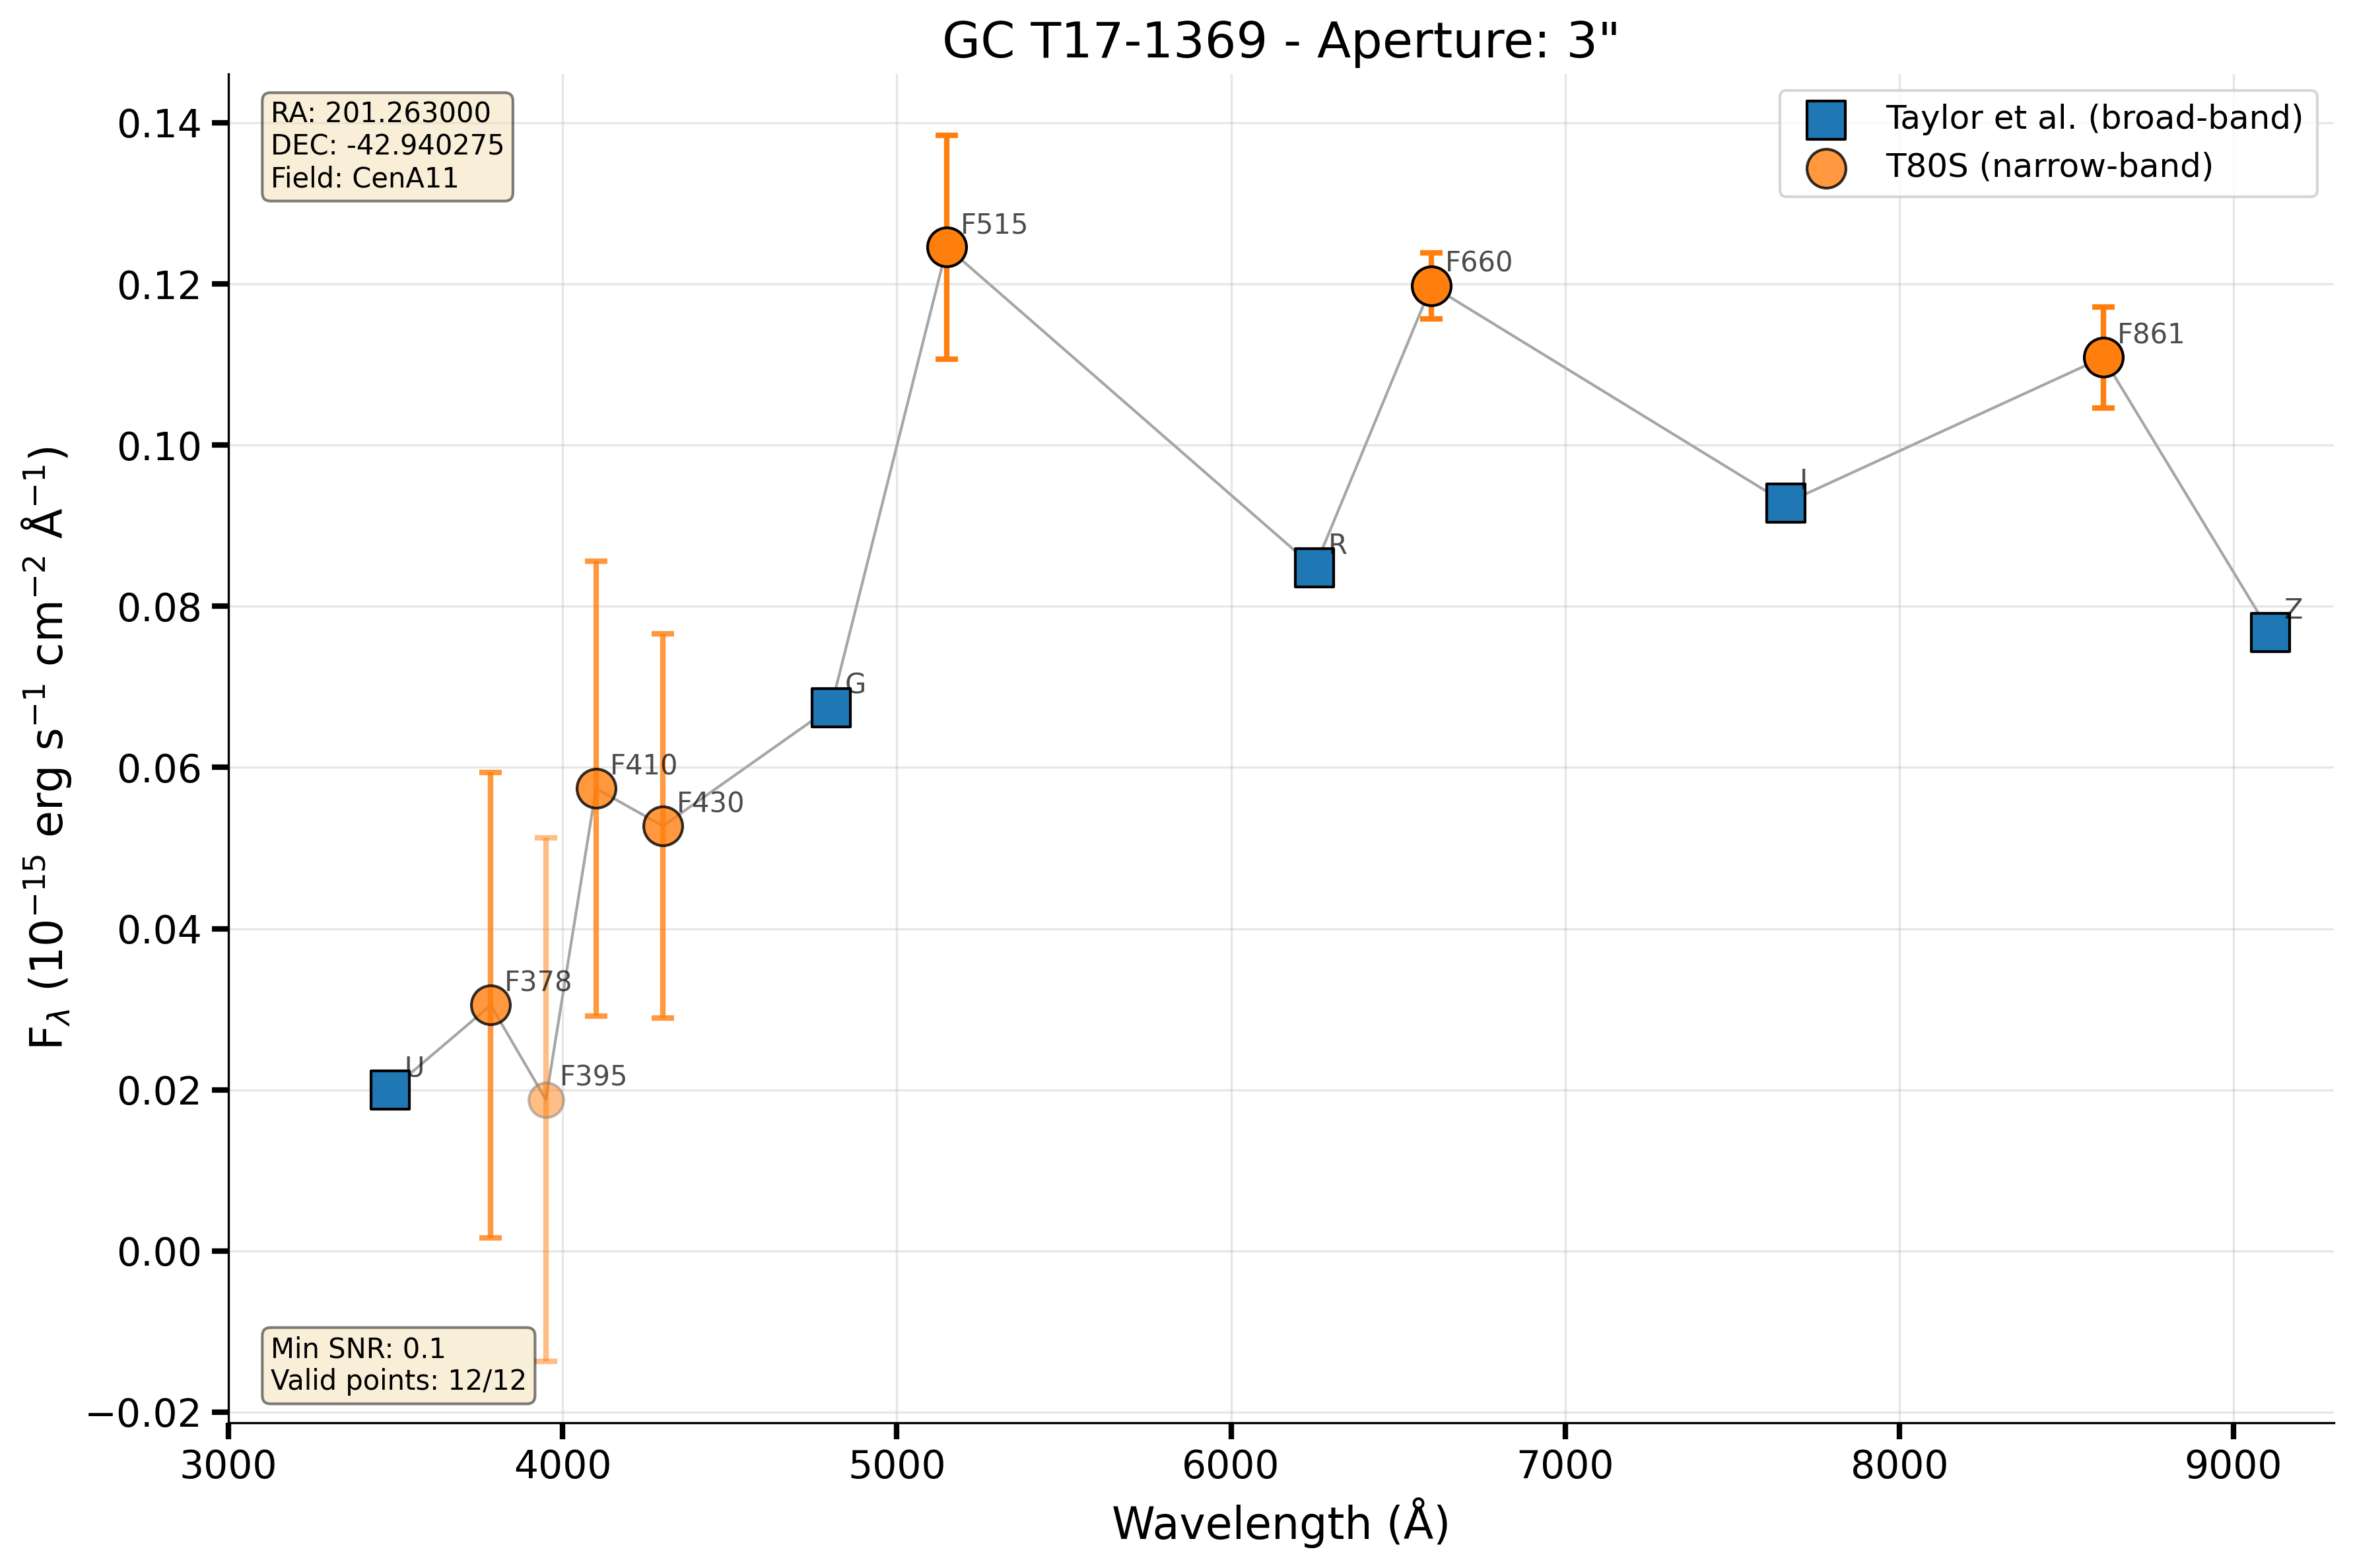 GC T17-1369 - Aperture: 3"
RA: 201.263000
DEC: -42.940275
Field: CenA11
Taylor et al. (broad-band)
T80S (narrow-band)
0.14
0.12
0.10
0.08
0.06
0.04
0.02
0.00
−0.02
F_λ (10⁻¹⁵ erg s⁻¹ cm⁻² Å⁻¹)
F515
F660
F861
I
R
Z
G
F410
F430
F378
U
F395
Min SNR: 0.1
Valid points: 12/12
3000
4000
5000
6000
7000
8000
9000
Wavelength (Å)